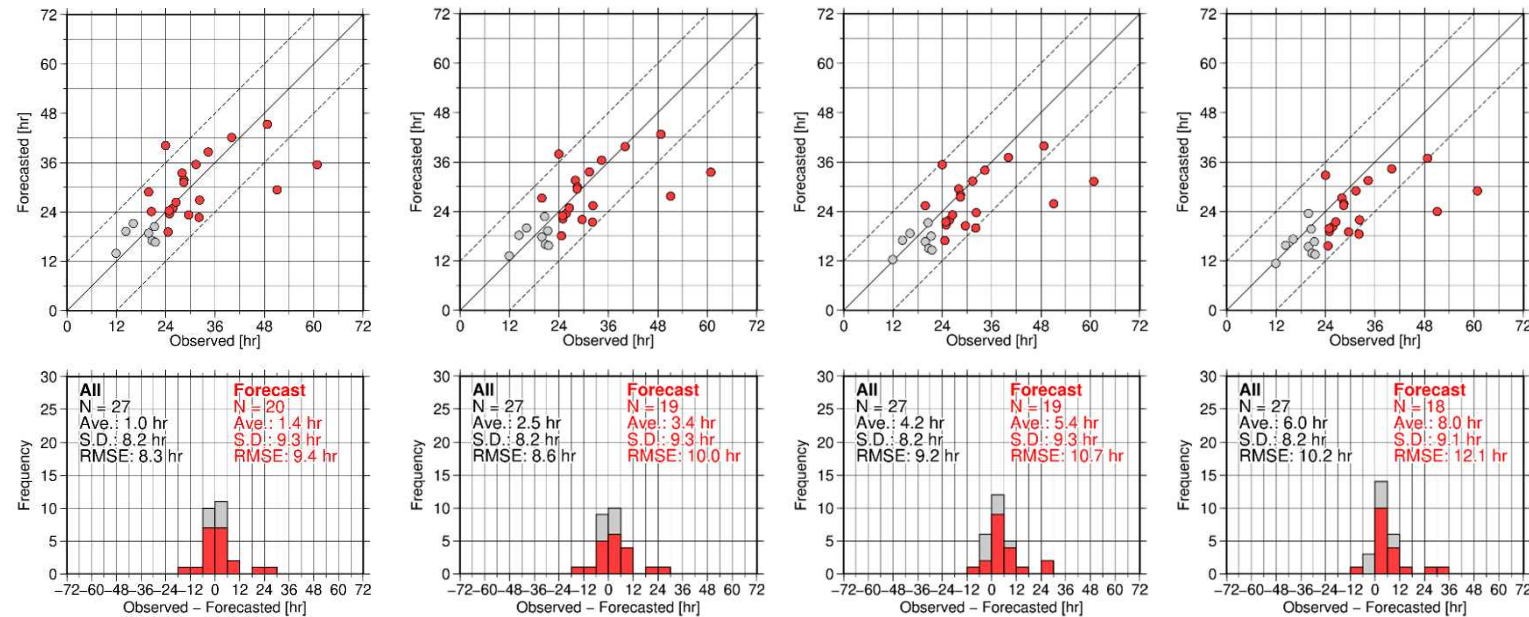 72
60
48
36
24
12
0
Forecasted [hr]
0 12 24 36 48 60 72
Observed [hr]
72
60
48
36
24
12
0
Forecasted [hr]
0 12 24 36 48 60 72
Observed [hr]
72
60
48
36
24
12
0
Forecasted [hr]
0 12 24 36 48 60 72
Observed [hr]
72
60
48
36
24
12
0
Forecasted [hr]
0 12 24 36 48 60 72
Observed [hr]
30
25
20
15
10
5
0
Frequency
All
N = 27
Ave.: 1.0 hr
S.D.: 8.2 hr
RMSE: 8.3 hr
Forecast
N = 20
Ave.: 1.4 hr
S.D.: 9.3 hr
RMSE: 9.4 hr
−72−60−48−36−24−12 0 12 24 36 48 60 72
Observed − Forecasted [hr]
30
25
20
15
10
5
0
Frequency
All
N = 27
Ave.: 2.5 hr
S.D.: 8.2 hr
RMSE: 8.6 hr
Forecast
N = 19
Ave.: 3.4 hr
S.D.: 9.3 hr
RMSE: 10.0 hr
−72−60−48−36−24−12 0 12 24 36 48 60 72
Observed − Forecasted [hr]
30
25
20
15
10
5
0
Frequency
All
N = 27
Ave.: 4.2 hr
S.D.: 8.2 hr
RMSE: 9.2 hr
Forecast
N = 19
Ave.: 5.4 hr
S.D.: 9.3 hr
RMSE: 10.7 hr
−72−60−48−36−24−12 0 12 24 36 48 60 72
Observed − Forecasted [hr]
30
25
20
15
10
5
0
Frequency
All
N = 27
Ave.: 6.0 hr
S.D.: 8.2 hr
RMSE: 10.2 hr
Forecast
N = 18
Ave.: 8.0 hr
S.D.: 9.1 hr
RMSE: 12.1 hr
−72−60−48−36−24−12 0 12 24 36 48 60 72
Observed − Forecasted [hr]